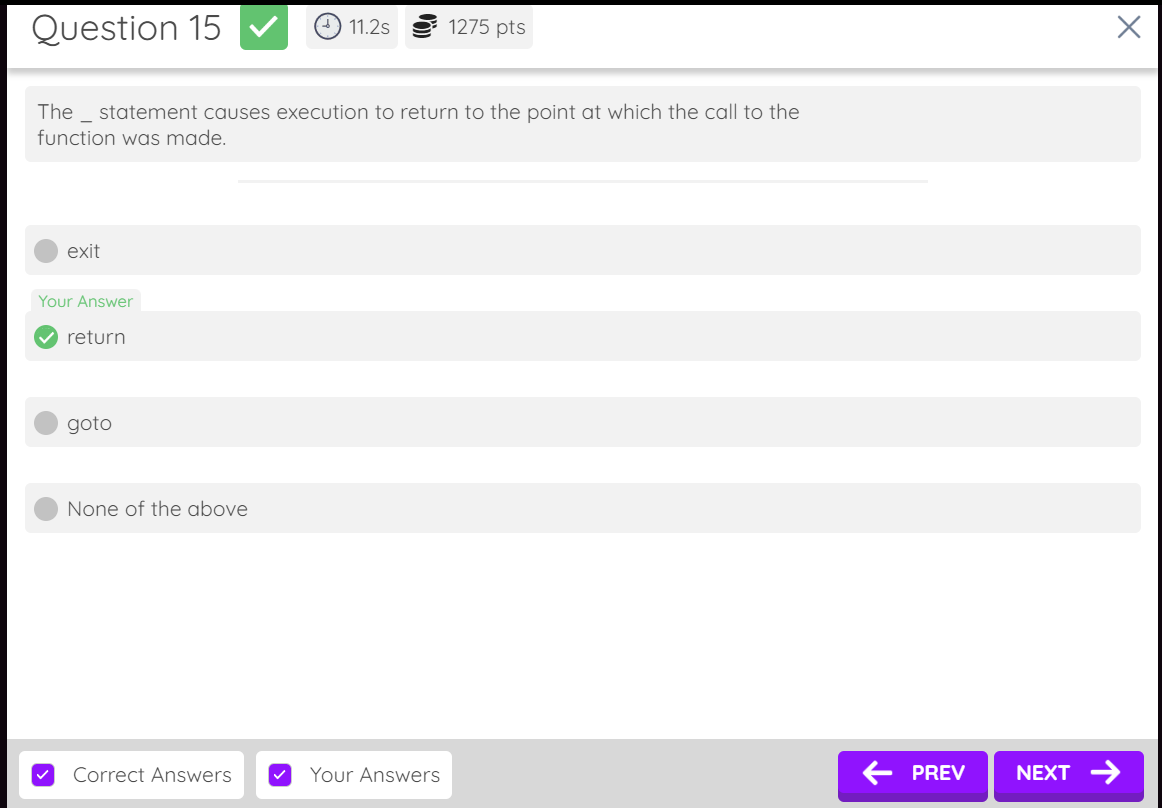 Question 15
11.2s
1275 pts
The _ statement causes execution to return to the point at which the call to the
function was made.
exit
Your Answer
return
goto
None of the above
Correct Answers
Your Answers
PREV
NEXT